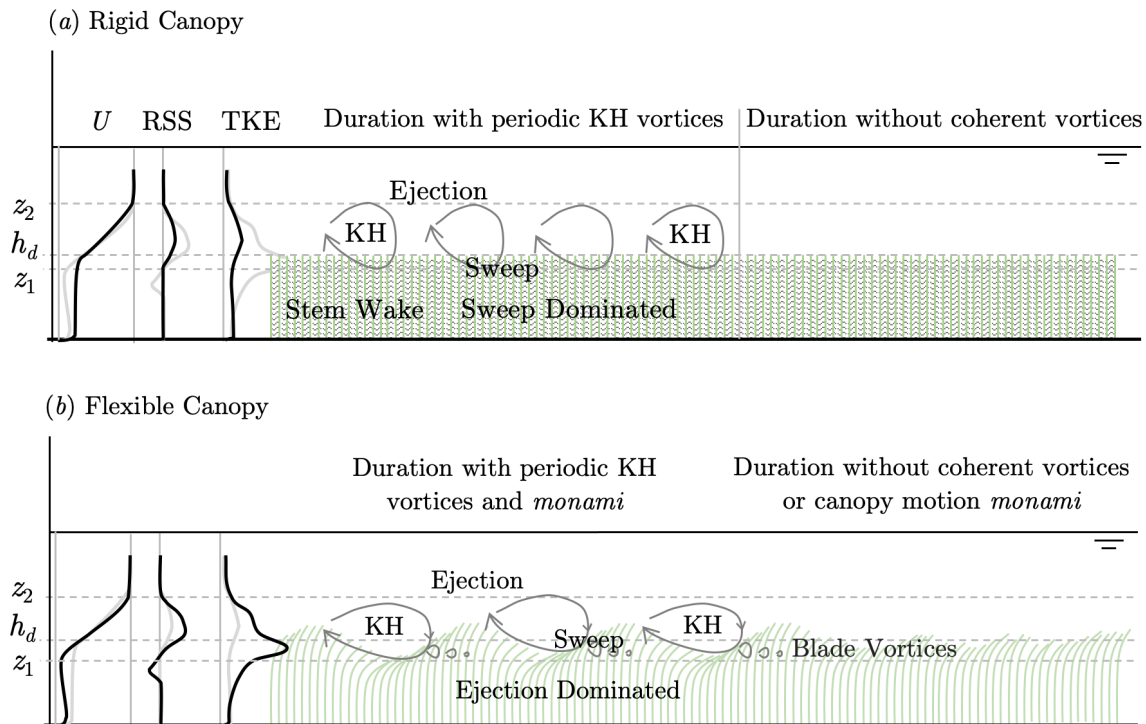 (a) Rigid Canopy
U RSS TKE Duration with periodic KH vortices Duration without coherent vortices
z2
Ejection
hd
KH KH
z1
Sweep
Stem Wake Sweep Dominated
(b) Flexible Canopy
Duration with periodic KH
vortices and monami
Duration without coherent vortices
or canopy motion monami
z2
Ejection
hd
KH Sweep KH
z1
Blade Vortices
Ejection Dominated